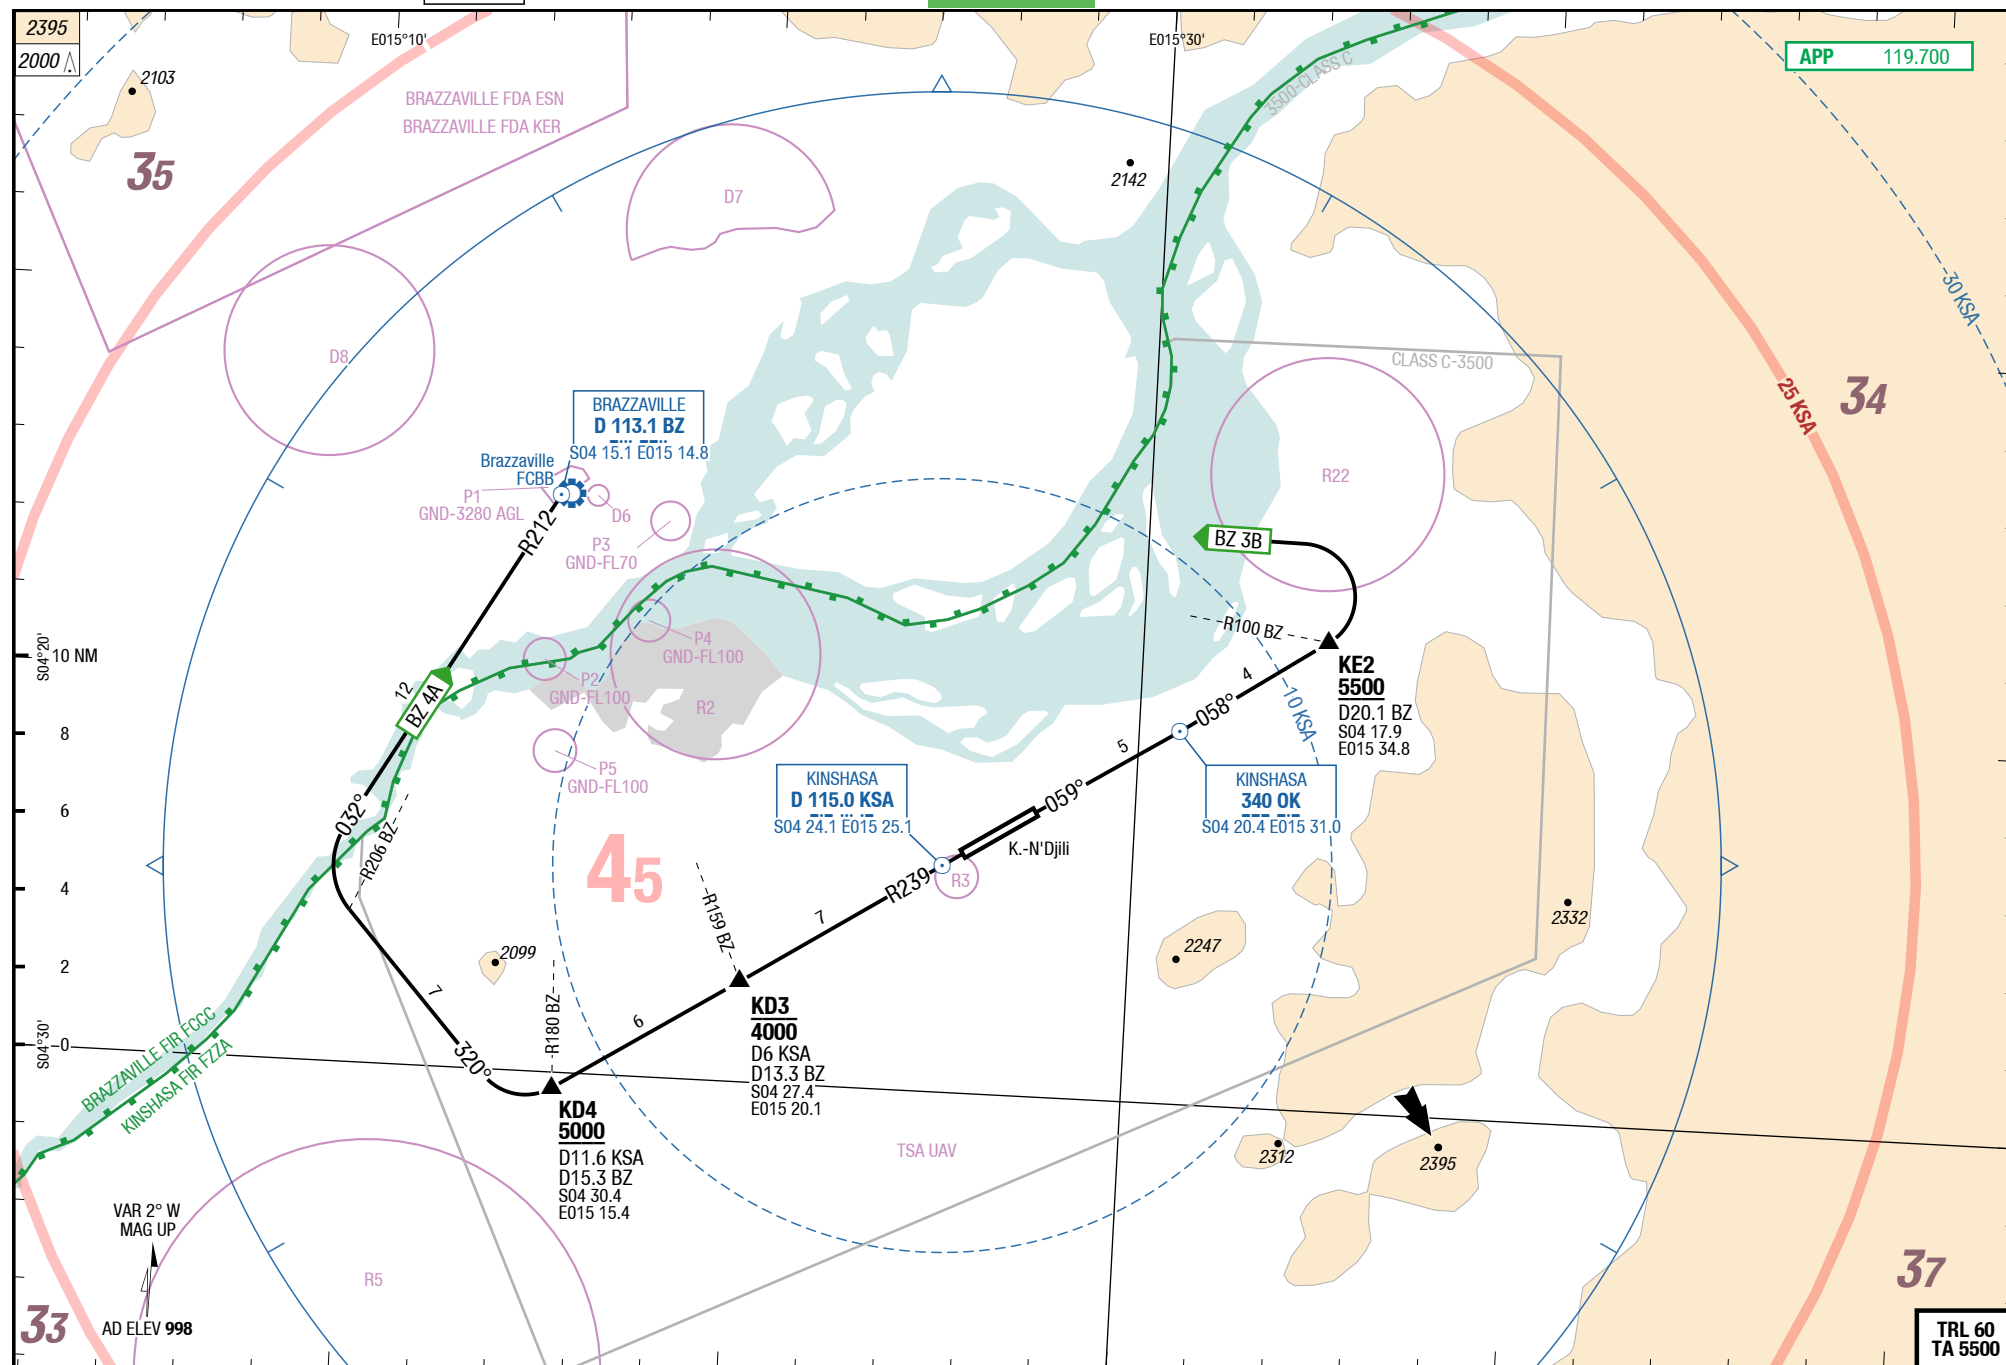 2395
2000
2103
E015°10'
E015°30'
APP 119.700
BRAZZAVILLE FDA ESN
BRAZZAVILLE FDA KER
3500-CLASS C
35
D7
2142
30 KSA
D8
CLASS C-3500
25 KSA
34
BRAZZAVILLE
D 113.1 BZ
S04 15.1 E015 14.8
Brazzaville
FCBB
P1
GND-3280 AGL
D6
R212
P3
GND-FL70
R22
BZ 3B
R100 BZ
P4
GND-FL100
S04°20'
10 NM
8
6
4
2
0
S04°30'
12
BZ 4A
P2
GND-FL100
R2
KE2
5500
D20.1 BZ
S04 17.9
E015 34.8
4
058°
10 KSA
5
P5
GND-FL100
KINSHASA
D 115.0 KSA
S04 24.1 E015 25.1
KINSHASA
340 OK
S04 20.4 E015 31.0
059°
032°
R206 BZ
45
K.-N'Djili
R3
R239
R159 BZ
7
2332
2247
2099
7
R180 BZ
6
KD3
4000
D6 KSA
D13.3 BZ
S04 27.4
E015 20.1
320°
BRAZZAVILLE FIR FCCC
KINSHASA FIR FZZA
KD4
5000
D11.6 KSA
D15.3 BZ
S04 30.4
E015 15.4
TSA UAV
2312
2395
VAR 2° W
MAG UP
R5
37
33
AD ELEV 998
TRL 60
TA 5500